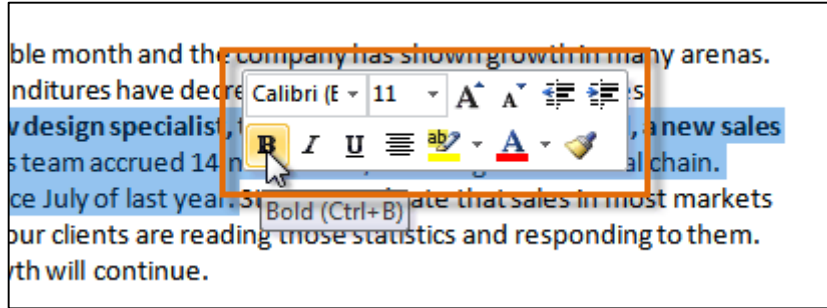 ble month and the company has shown growth in many arenas.
nditures have decre s
Calibri (E 11 A A
w design specialist, , a new sales
B I U ab A
s team accrued 14 n al chain.
ce July of last year. S ate that sales in most markets
Bold (Ctrl+B)
our clients are reading those statistics and responding to them.
wth will continue.